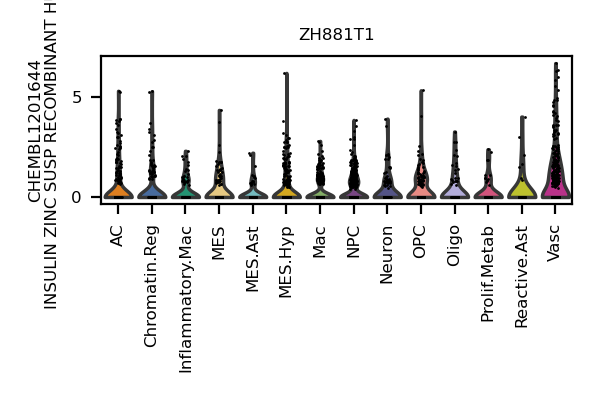 ZH881T1
CHEMBL1201644
INSULIN ZINC SUSP RECOMBINANT H
5
0
AC
Chromatin.Reg
Inflammatory.Mac
MES
MES.Ast
MES.Hyp
Mac
NPC
Neuron
OPC
Oligo
Prolif.Metab
Reactive.Ast
Vasc